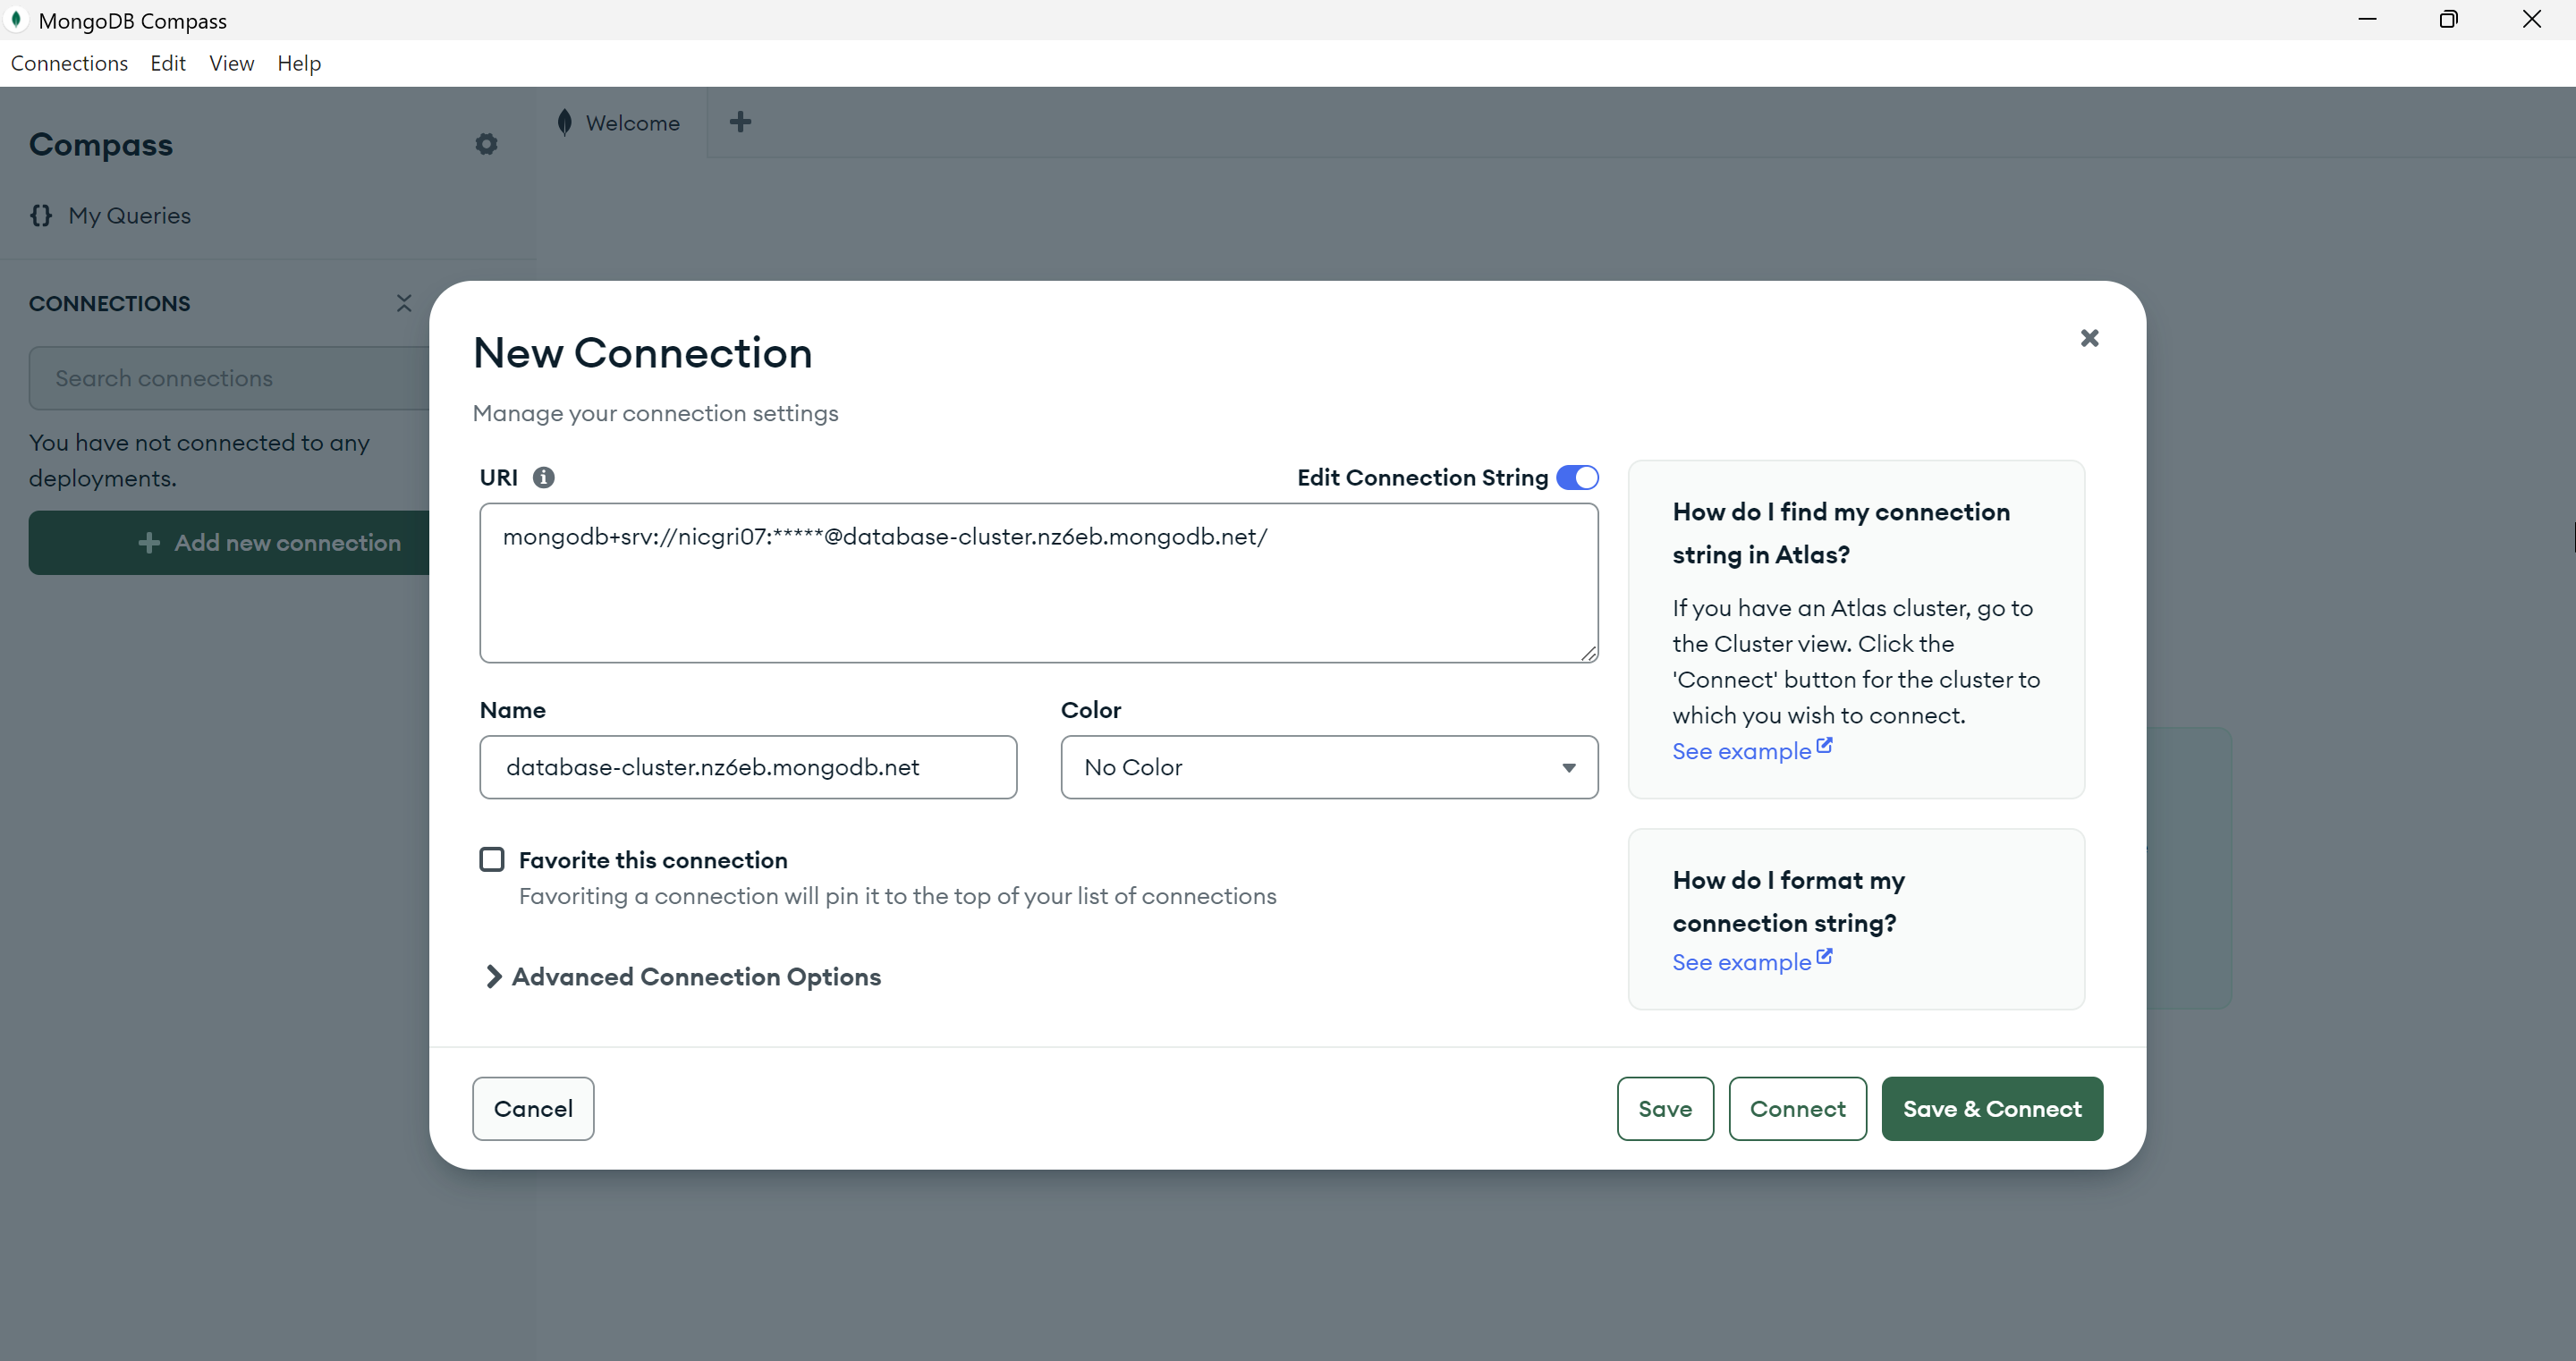 MongoDB Compass
Connections Edit View Help
Compass
Welcome
{} My Queries
CONNECTIONS
Search connections
You have not connected to any
deployments.
Add new connection
New Connection
Manage your connection settings
URI
Edit Connection String
mongodb+srv://nicgri07:*****@database-cluster.nz6eb.mongodb.net/
Name
Color
database-cluster.nz6eb.mongodb.net
No Color
Favorite this connection
Favoriting a connection will pin it to the top of your list of connections
Advanced Connection Options
How do I find my connection
string in Atlas?
If you have an Atlas cluster, go to
the Cluster view. Click the
'Connect' button for the cluster to
which you wish to connect.
See example
How do I format my
connection string?
See example
Cancel
Save
Connect
Save & Connect